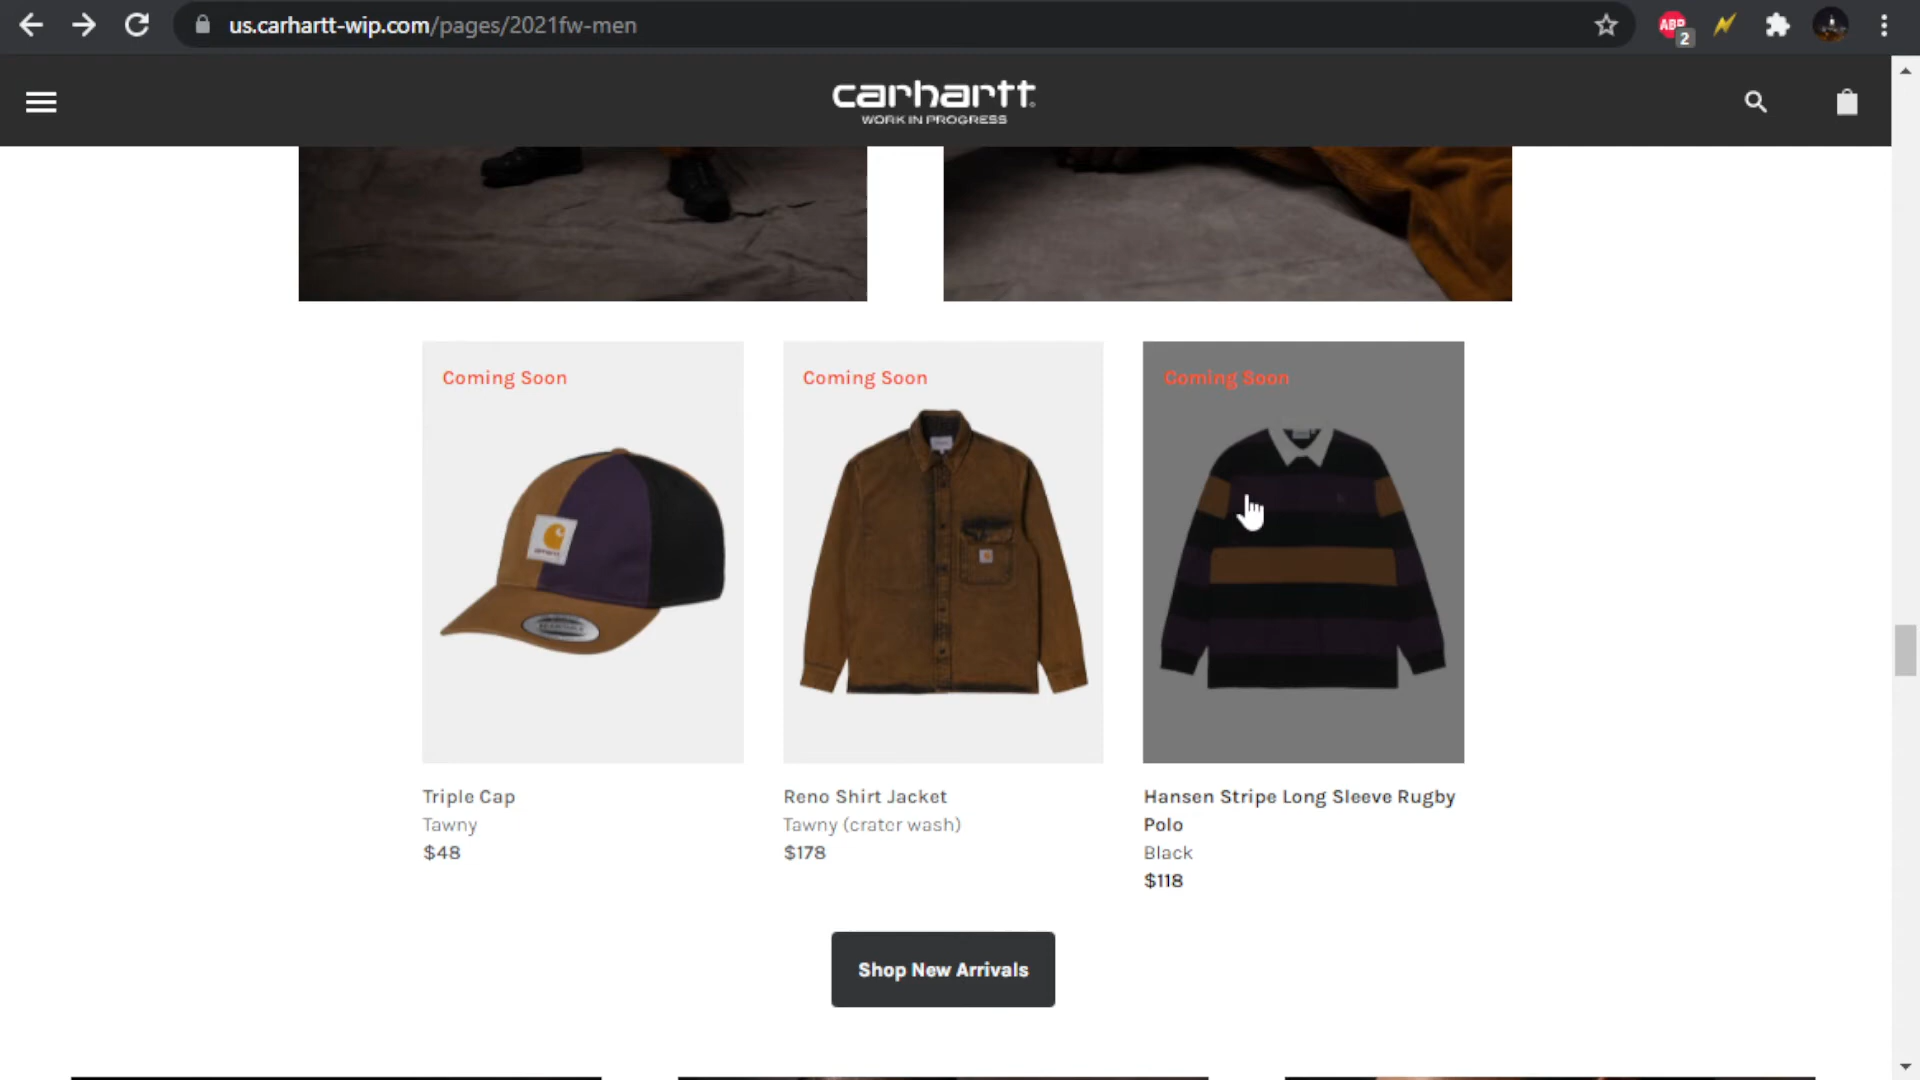 us.carhartt-wip.com/pages/2021fw-men
ABP
2
carhartt
WORK IN PROGRESS
Coming Soon
Coming Soon
Coming Soon
Triple Cap
Tawny
$48
Reno Shirt Jacket
Tawny (crater wash)
$178
Hansen Stripe Long Sleeve Rugby
Polo
Black
$118
Shop New Arrivals